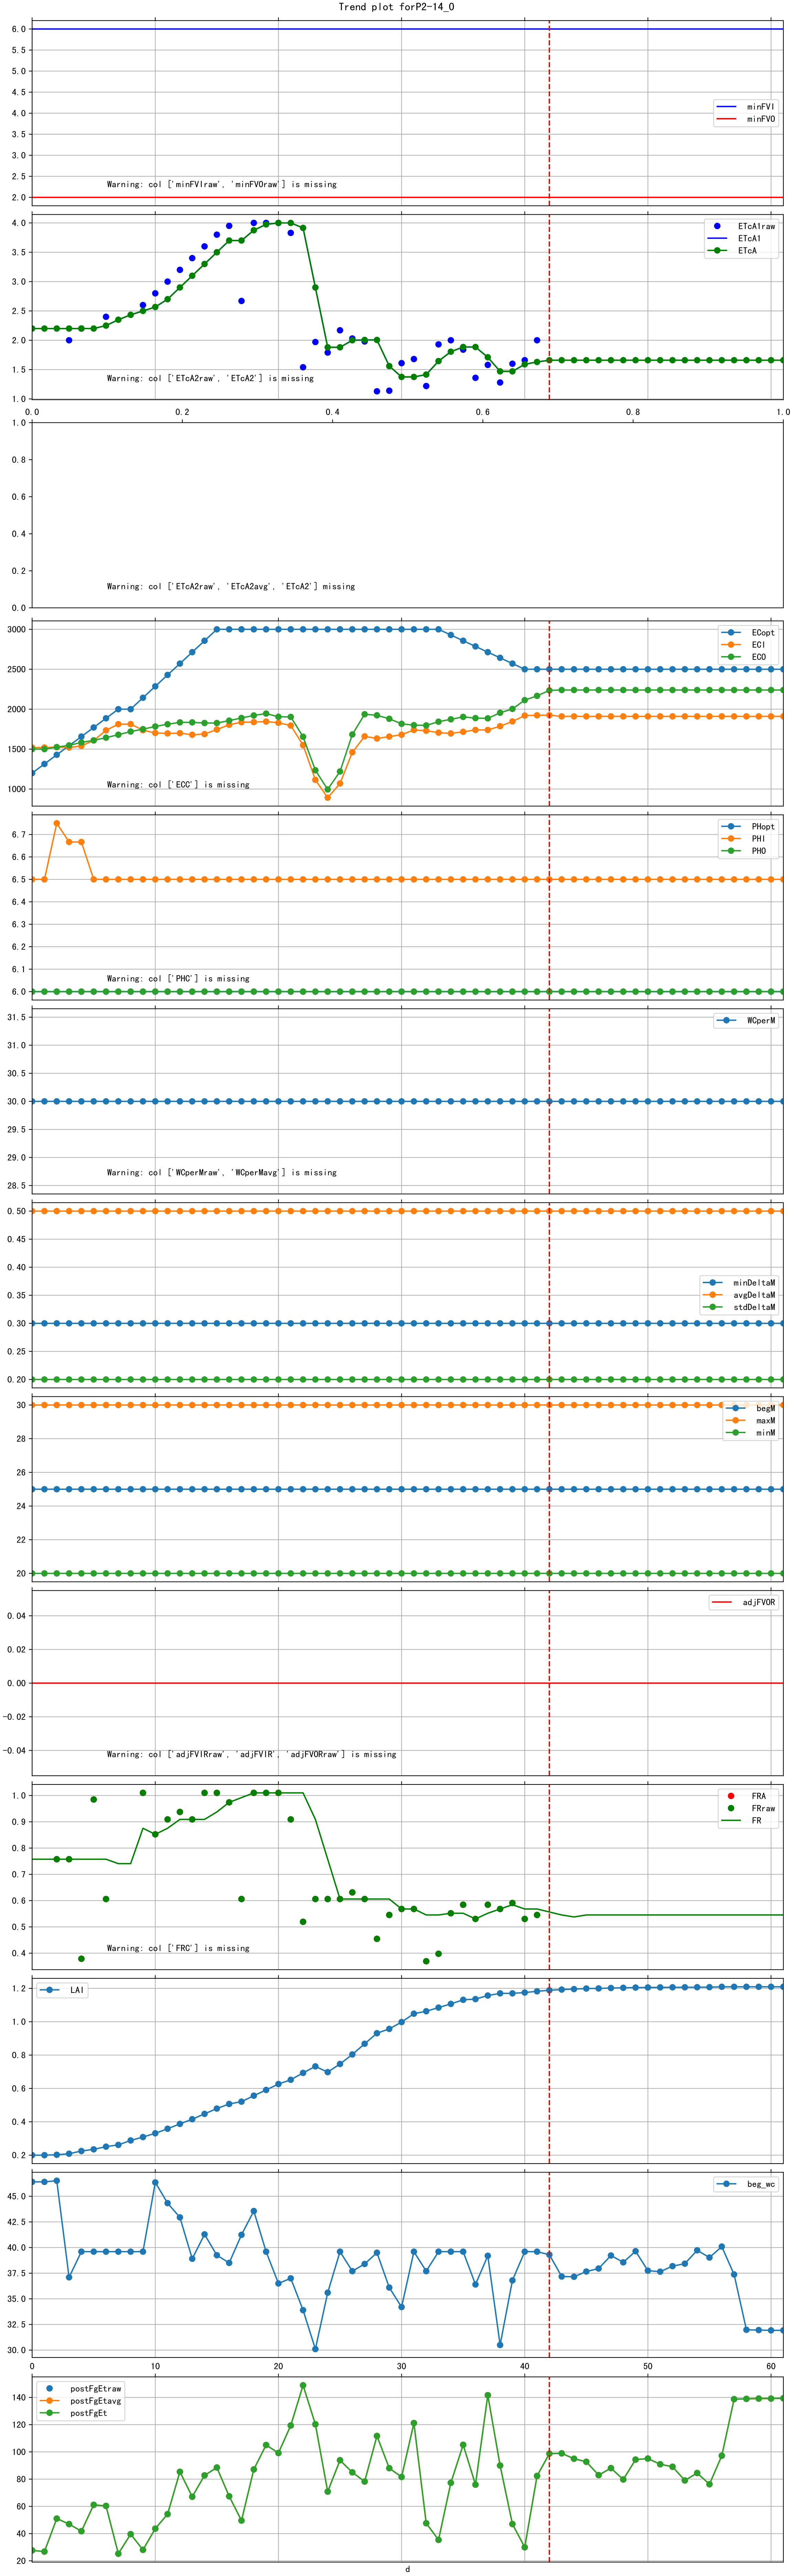 Trend plot forP2-14_0
6.0
5.5
5.0
4.5
4.0
3.5
3.0
2.5
2.0
minFVI
minFVO
Warning: col ['minFVIraw', 'minFVOraw'] is missing
4.0
3.5
3.0
2.5
2.0
1.5
1.0
ETcA1raw
ETcA1
ETcA
Warning: col ['ETcA2raw', 'ETcA2'] is missing
0.0 0.2 0.4 0.6 0.8 1.0
1.0
0.8
0.6
0.4
0.2
0.0
Warning: col ['ETcA2raw', 'ETcA2avg', 'ETcA2'] missing
3000
2500
2000
1500
1000
ECopt
ECI
ECO
Warning: col ['ECC'] is missing
6.7
6.6
6.5
6.4
6.3
6.2
6.1
6.0
PHopt
PHI
PHO
Warning: col ['PHC'] is missing
31.5
31.0
30.5
30.0
29.5
29.0
28.5
WCperM
Warning: col ['WCperMraw', 'WCperMavg'] is missing
0.50
0.45
0.40
0.35
0.30
0.25
0.20
minDeltaM
avgDeltaM
stdDeltaM
30
28
26
24
22
20
begM
maxM
minM
0.04
0.02
0.00
-0.02
-0.04
adjFVOR
Warning: col ['adjFVIRraw', 'adjFVIR', 'adjFVORraw'] is missing
1.0
0.9
0.8
0.7
0.6
0.5
0.4
FRA
FRraw
FR
Warning: col ['FRC'] is missing
1.2
1.0
0.8
0.6
0.4
0.2
LAI
45.0
42.5
40.0
37.5
35.0
32.5
30.0
beg_wc
0 10 20 30 40 50 60
140
120
100
80
60
40
20
postFgEtraw
postFgEtavg
postFgEt
d